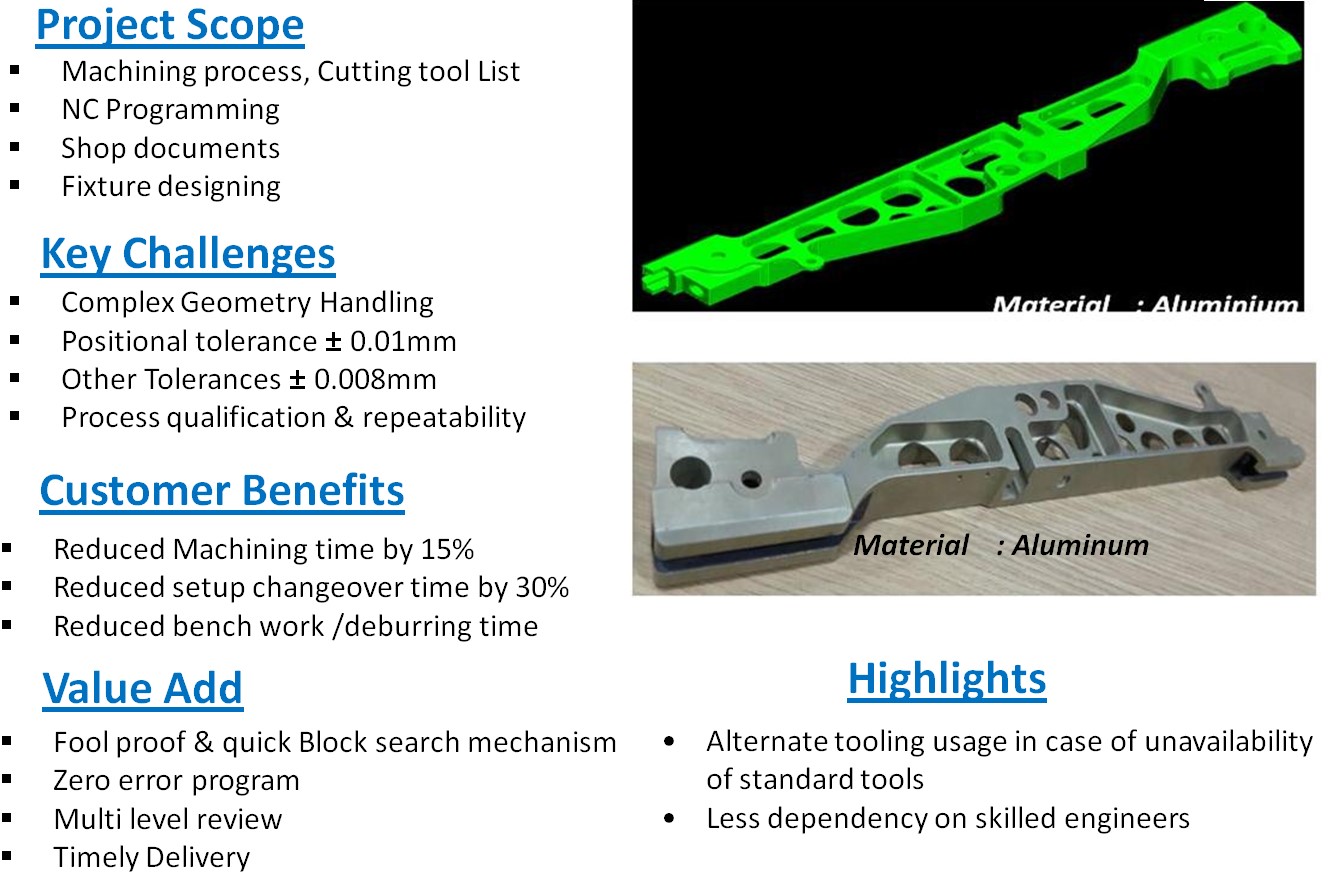 Project Scope
Machining process, Cutting tool List
NC Programming
Shop documents
Fixture designing
Key Challenges
Complex Geometry Handling
Positional tolerance ± 0.01mm
Other Tolerances ± 0.008mm
Process qualification & repeatability
Customer Benefits
Reduced Machining time by 15%
Reduced setup changeover time by 30%
Reduced bench work /deburring time
Value Add
Fool proof & quick Block search mechanism
Zero error program
Multi level review
Timely Delivery
Material : Aluminium
Material : Aluminum
Highlights
Alternate tooling usage in case of unavailability
of standard tools
Less dependency on skilled engineers